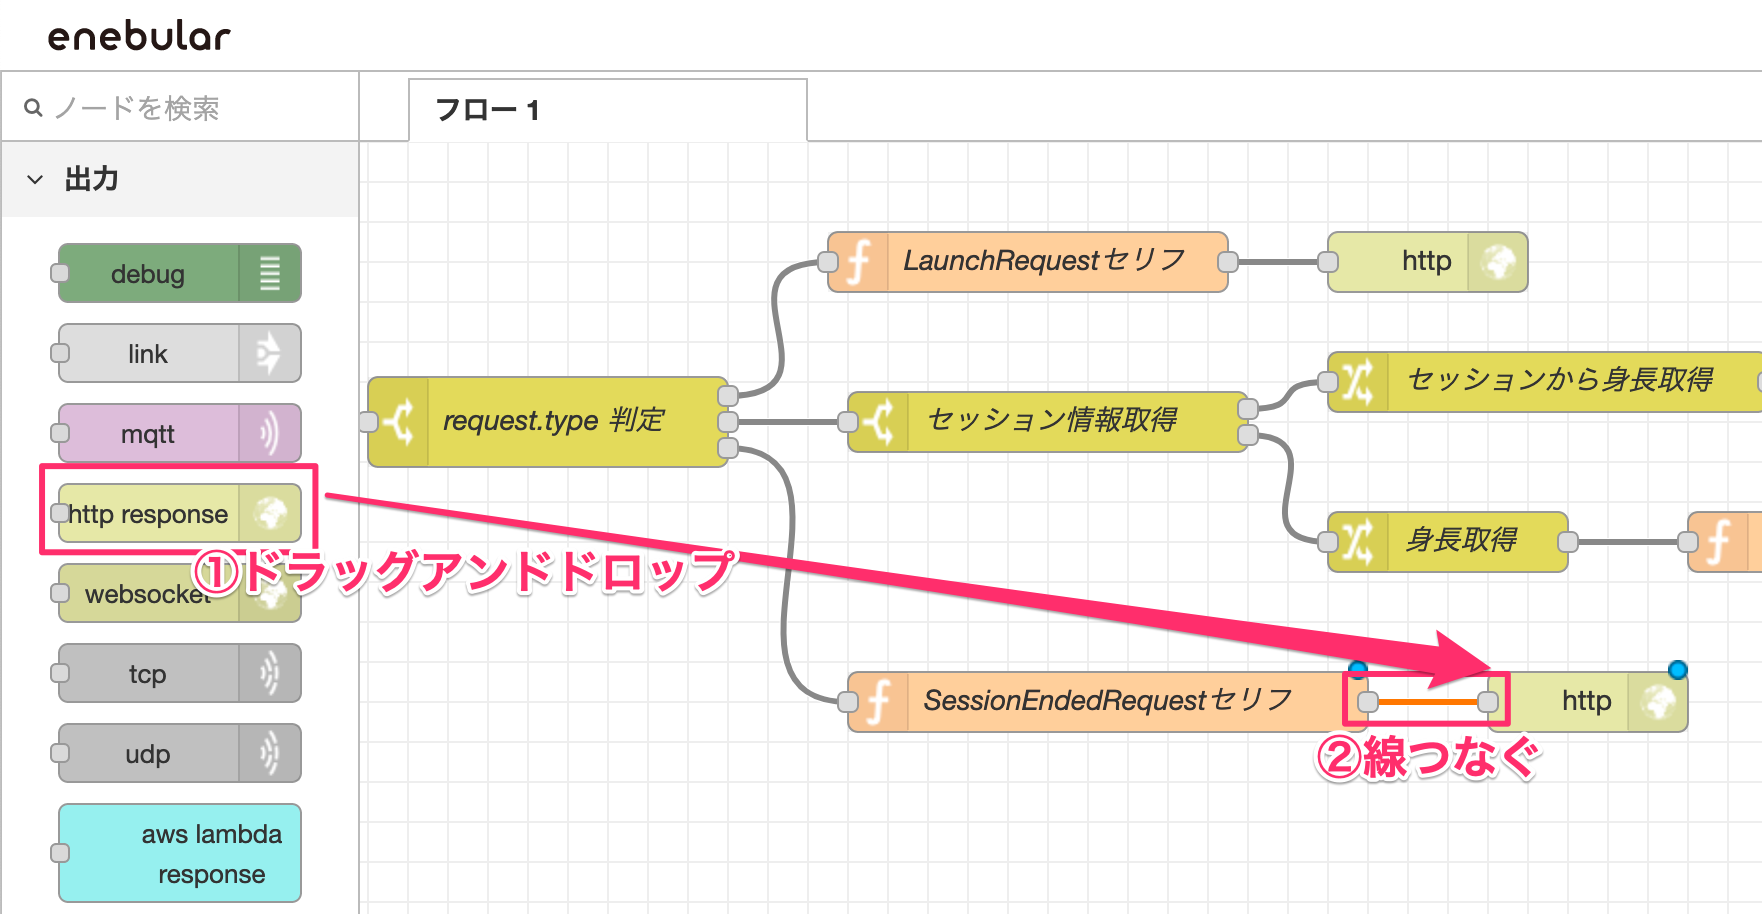 enebular
ノードを検索
フロー 1
出力
debug
link
mqtt
http response
websocket
tcp
udp
aws lambda
response
LaunchRequestセリフ
http
request.type 判定
セッション情報取得
セッションから身長取得
身長取得
①ドラッグアンドドロップ
SessionEndedRequestセリフ
http
②線つなぐ